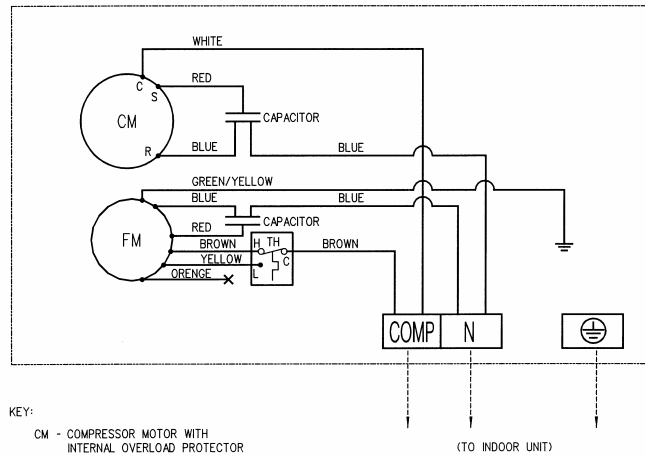 WHITE
C
RED
S
CM
CAPACITOR
R
BLUE
BLUE
GREEN/YELLOW
BLUE
BLUE
FM
RED
CAPACITOR
BROWN
H TH
BROWN
YELLOW
C
L
ORENGE
COMP
N
KEY:
CM - COMPRESSOR MOTOR WITH
INTERNAL OVERLOAD PROTECTOR
(TO INDOOR UNIT)